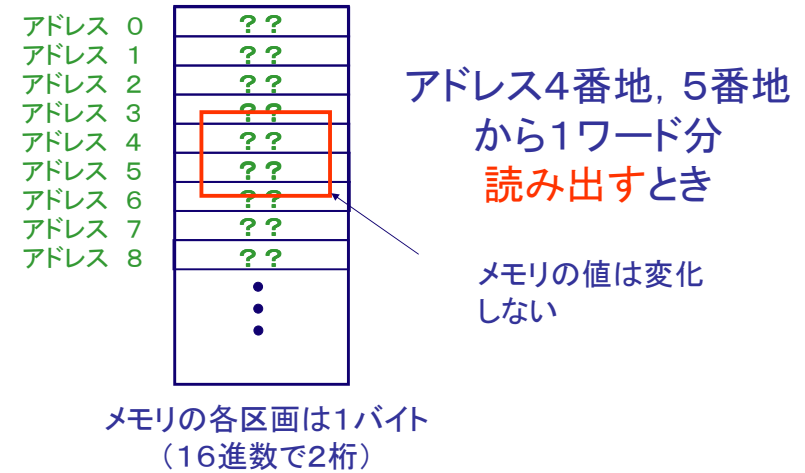 アドレス 0 ??
アドレス 1 ??
アドレス 2 ??
アドレス 3 ??
アドレス 4 ??
アドレス 5 ??
アドレス 6 ??
アドレス 7 ??
アドレス 8 ??
アドレス4番地,5番地
から1ワード分
読み出すとき
メモリの値は変化
しない
メモリの各区画は1バイト
(16進数で2桁)